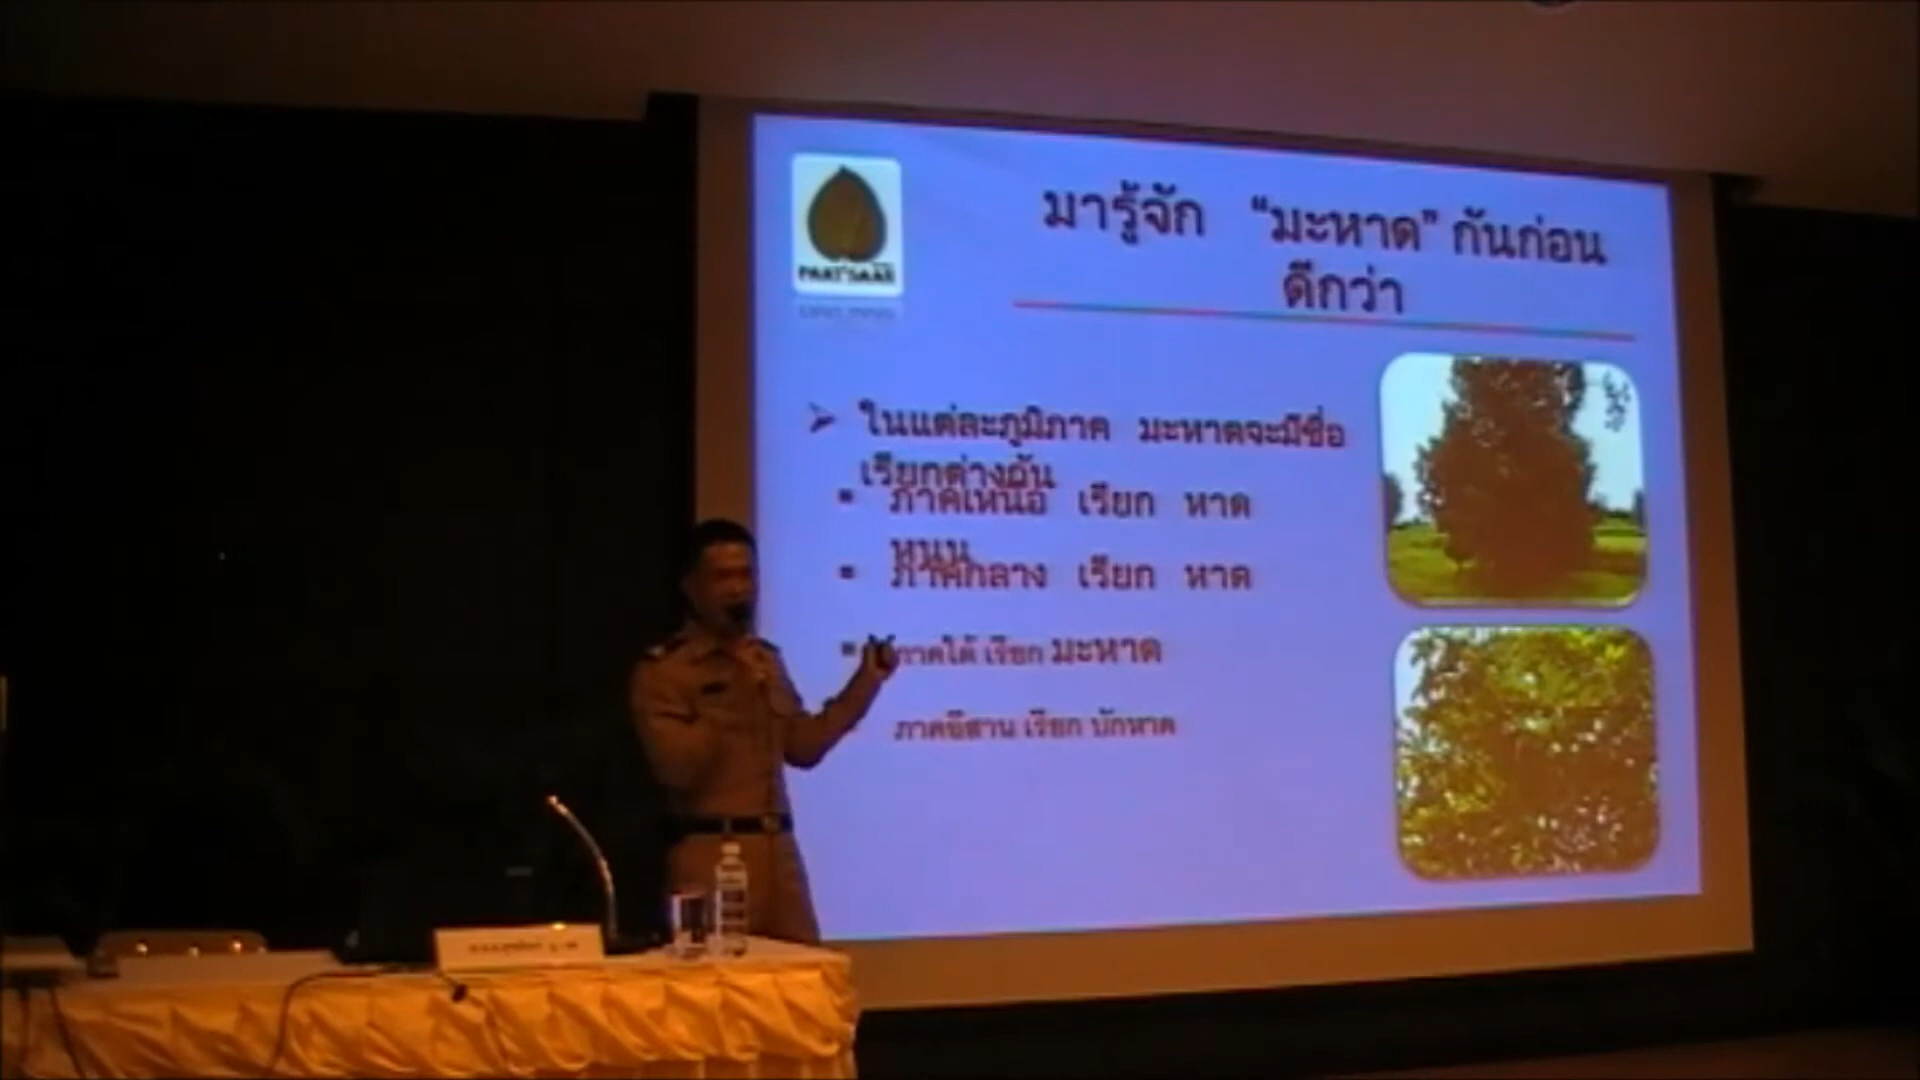 มารู้จัก "มะหาด" กันก่อน
ดีกว่า
➢ ในแต่ละภูมิภาค มะหาดจะมีชื่อ
เรียกต่างกัน
▪ ภาคเหนือ เรียก หาด
หนุน
▪ ภาคกลาง เรียก หาด
▪ ภาคใต้ เรียก มะหาด
ภาคอีสาน เรียก บักหาด